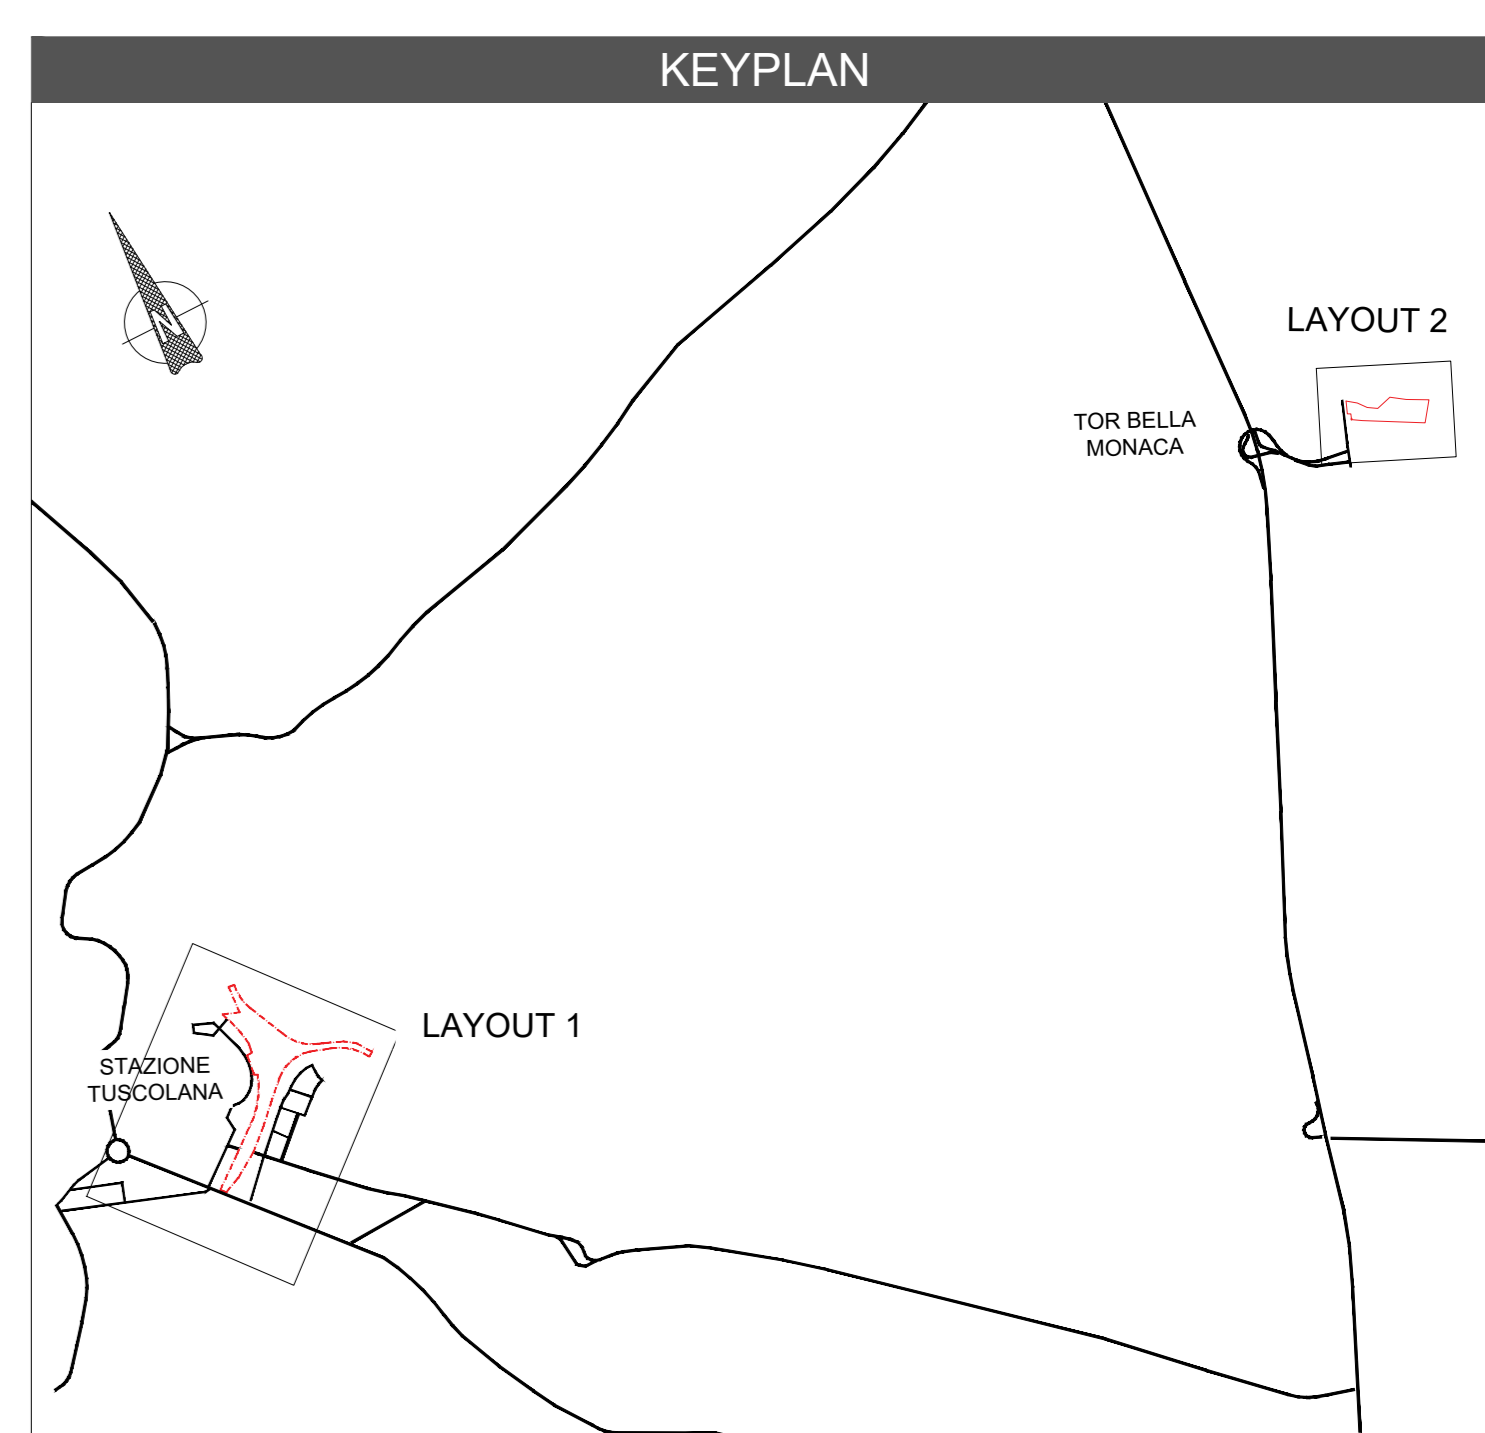 KEYPLAN
N
LAYOUT 2
TOR BELLA
MONACA
LAYOUT 1
STAZIONE
TUSCOLANA